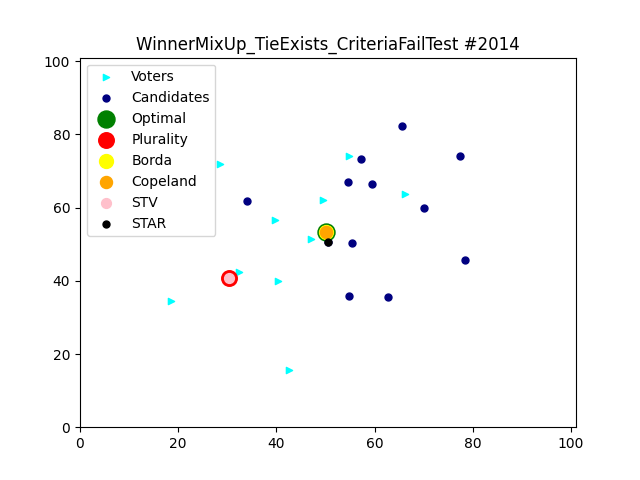 WinnerMixUp_TieExists_CriteriaFailTest #2014
100
80
60
40
20
0
Voters
Candidates
Optimal
Plurality
Borda
Copeland
STV
STAR
0 20 40 60 80 100